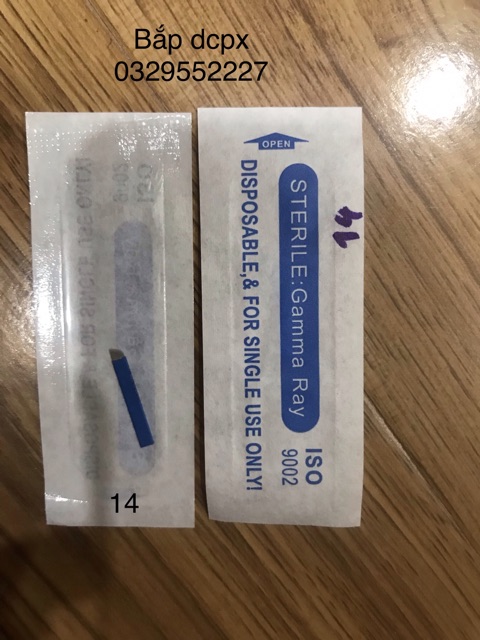 Bắp dcpx
0329552227
OPEN
STERILE:Gamma Ray
DISPOSABLE,& FOR SINGLE USE ONLY!
ISO
9002
14
14